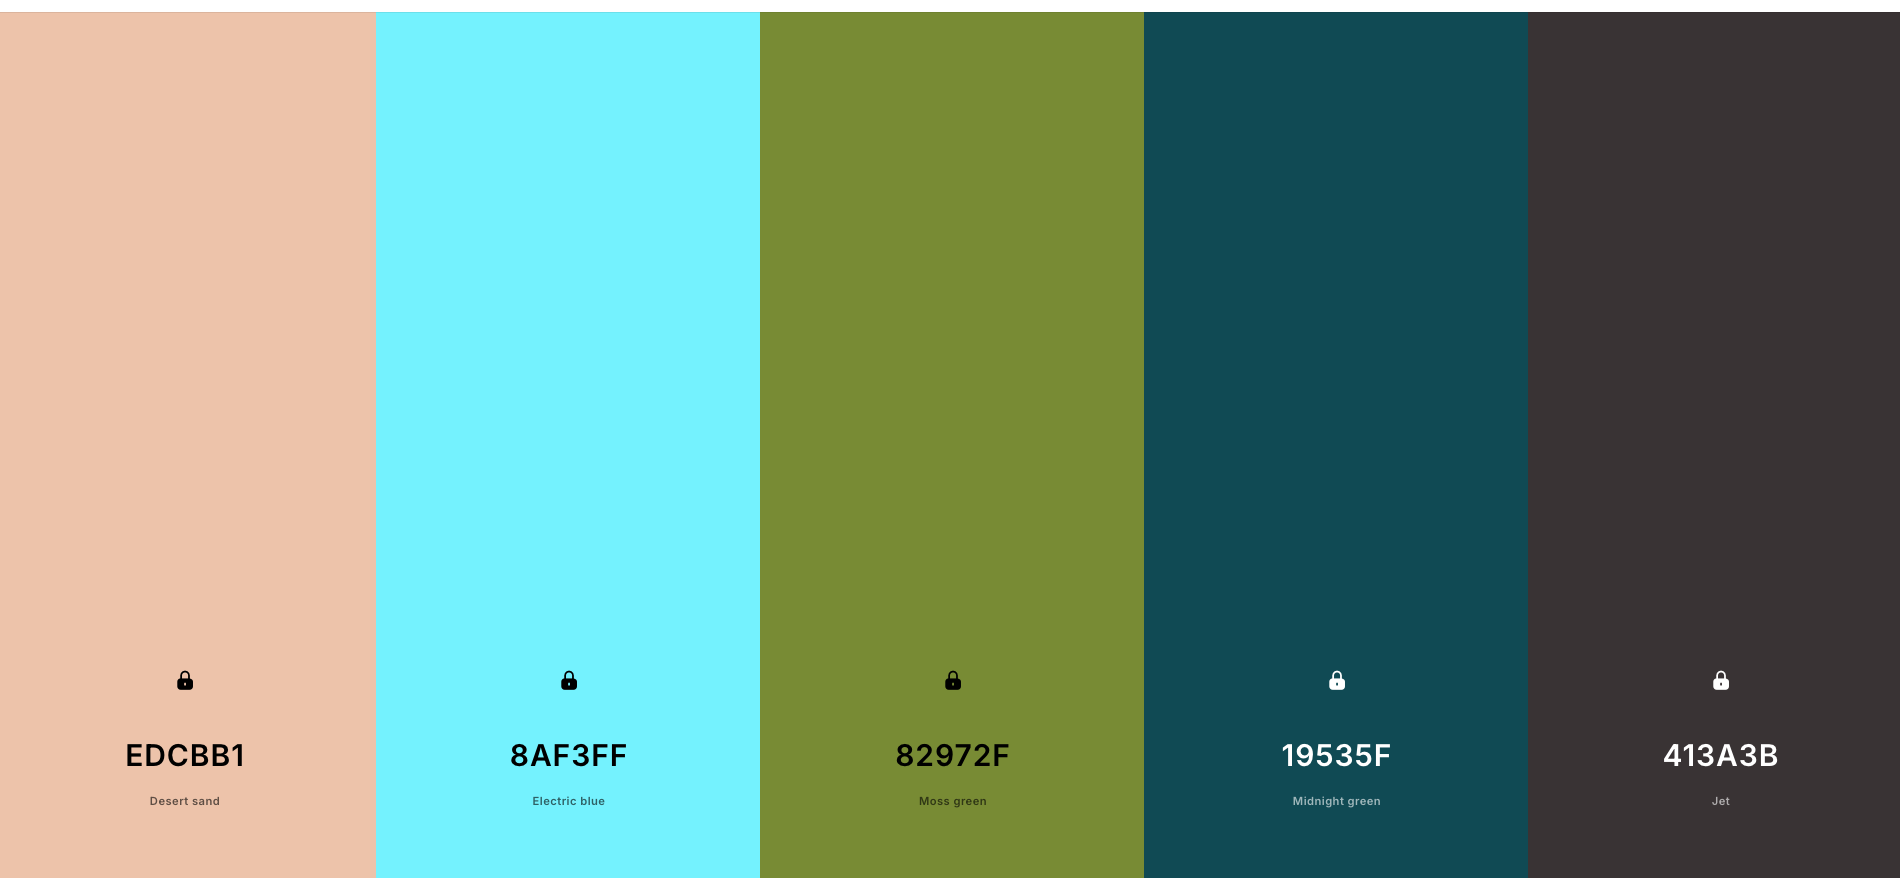 EDCBB1
Desert sand
8AF3FF
Electric blue
82972F
Moss green
19535F
Midnight green
413A3B
Jet